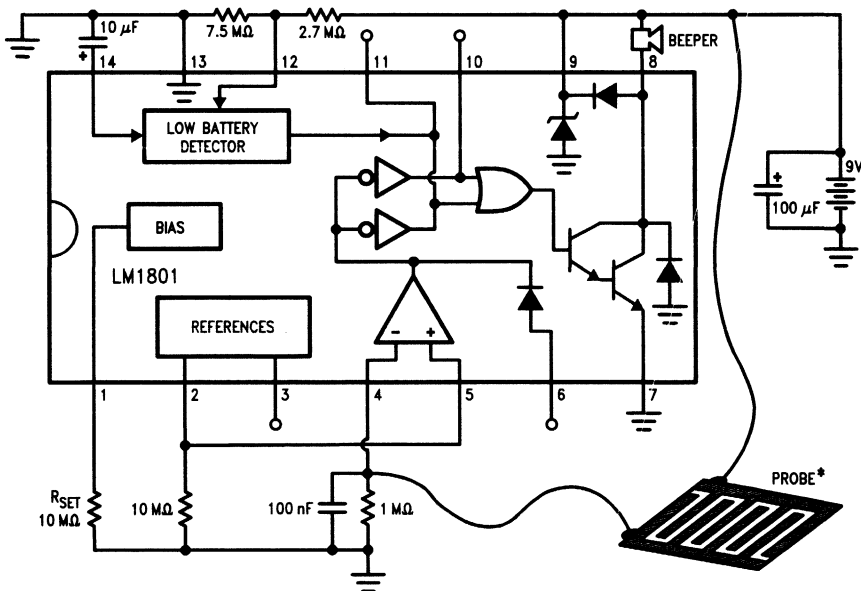 10 μF
7.5 MΩ
2.7 MΩ
BEEPER
+
14
13
12
11
10
9
8
LOW BATTERY
DETECTOR
9V
+
100 μF
BIAS
LM1801
REFERENCES
-
+
1
2
3
4
5
6
7
PROBE*
RSET
10 MΩ
10 MΩ
100 nF
1 MΩ